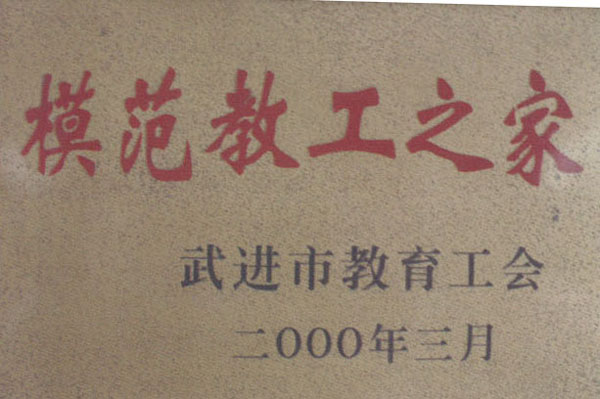 模范教工之家
武进市教育工会
二000年三月